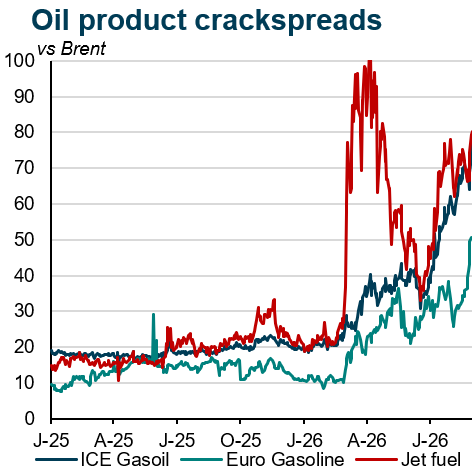 Oil product crackspreads
vs Brent
100
90
80
70
60
50
40
30
20
10
0
J-25 A-25 J-25 O-25 J-26 A-26 J-26
ICE Gasoil Euro Gasoline Jet fuel